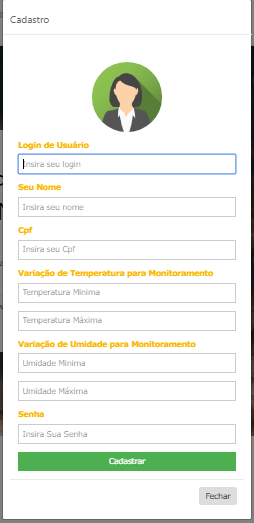 Cadastro
Login de Usuário
Insira seu login
Seu Nome
Insira seu nome
Cpf
Insira seu Cpf
Variação de Temperatura para Monitoramento
Temperatura Minima
Temperatura Máxima
Variação de Umidade para Monitoramento
Umidade Minima
Umidade Máxima
Senha
Insira Sua Senha
Cadastrar
Fechar